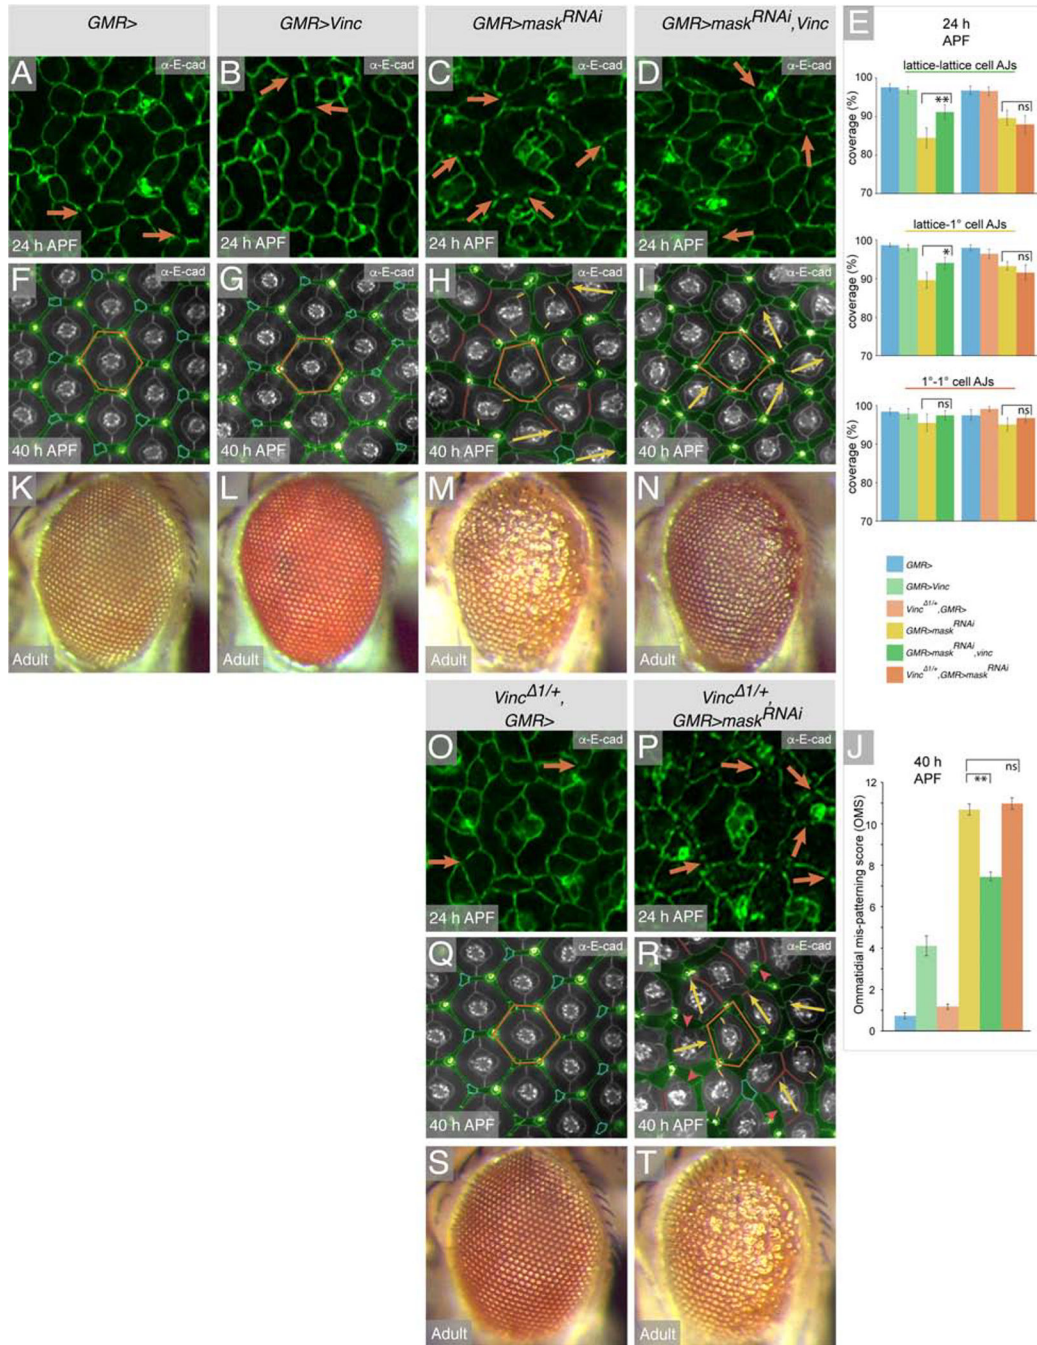 GMR>
GMR>Vinc
GMR>mask^RNAi
GMR>mask^RNAi,Vinc
A
α-E-cad
24 h APF
B
α-E-cad
24 h APF
C
α-E-cad
24 h APF
D
α-E-cad
24 h APF
E
24 h
APF
lattice-lattice cell AJs
coverage (%)
100
90
80
70
**
ns
lattice-1° cell AJs
coverage (%)
100
90
80
70
*
ns
1°-1° cell AJs
coverage (%)
100
90
80
70
ns
ns
GMR>
GMR>Vinc
Vinc^Δ1/+,GMR>
GMR>mask^RNAi
GMR>mask^RNAi,vinc
Vinc^Δ1/+,GMR>mask^RNAi
F
α-E-cad
40 h APF
G
α-E-cad
40 h APF
H
α-E-cad
40 h APF
I
α-E-cad
40 h APF
K
Adult
L
Adult
M
Adult
N
Adult
Vinc^Δ1/+,
GMR>
Vinc^Δ1/+,
GMR>mask^RNAi
O
α-E-cad
24 h APF
P
α-E-cad
24 h APF
J
40 h
APF
Ommatidial mis-patterning score (OMS)
12
10
8
6
4
2
0
**
ns
Q
α-E-cad
40 h APF
R
α-E-cad
40 h APF
S
Adult
T
Adult